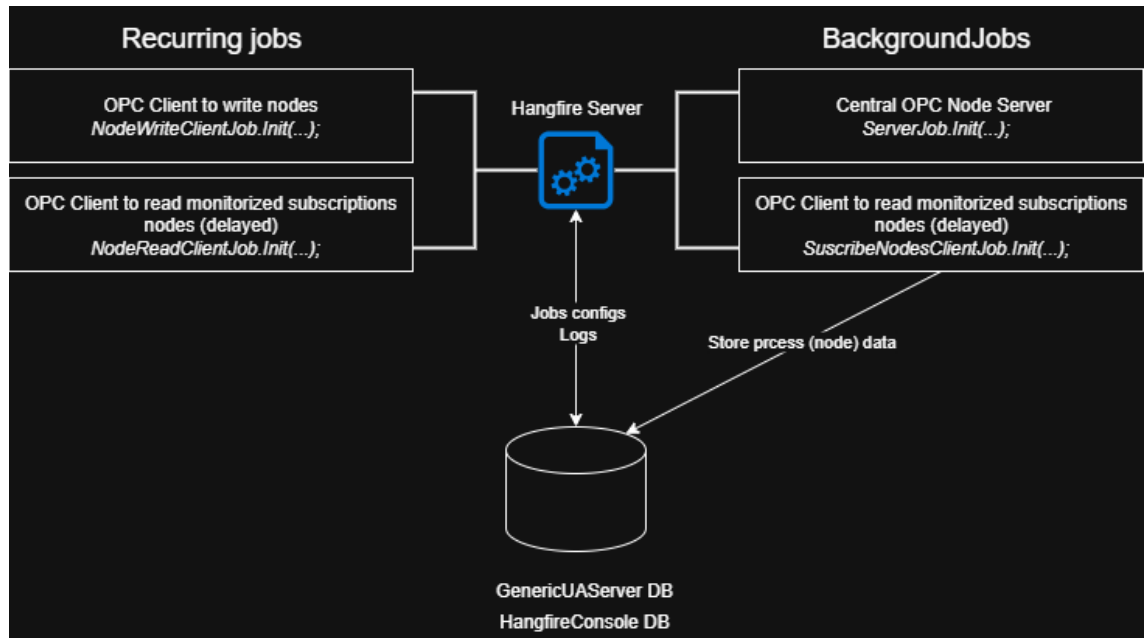 Recurring jobs
BackgroundJobs
OPC Client to write nodes
NodeWriteClientJob.Init(...);
OPC Client to read monitorized subscriptions
nodes (delayed)
NodeReadClientJob.Init(...);
Hangfire Server
Central OPC Node Server
ServerJob.Init(...);
OPC Client to read monitorized subscriptions
nodes (delayed)
SuscribeNodesClientJob.Init(...);
Jobs configs
Logs
Store prcess (node) data
GenericUAServer DB
HangfireConsole DB